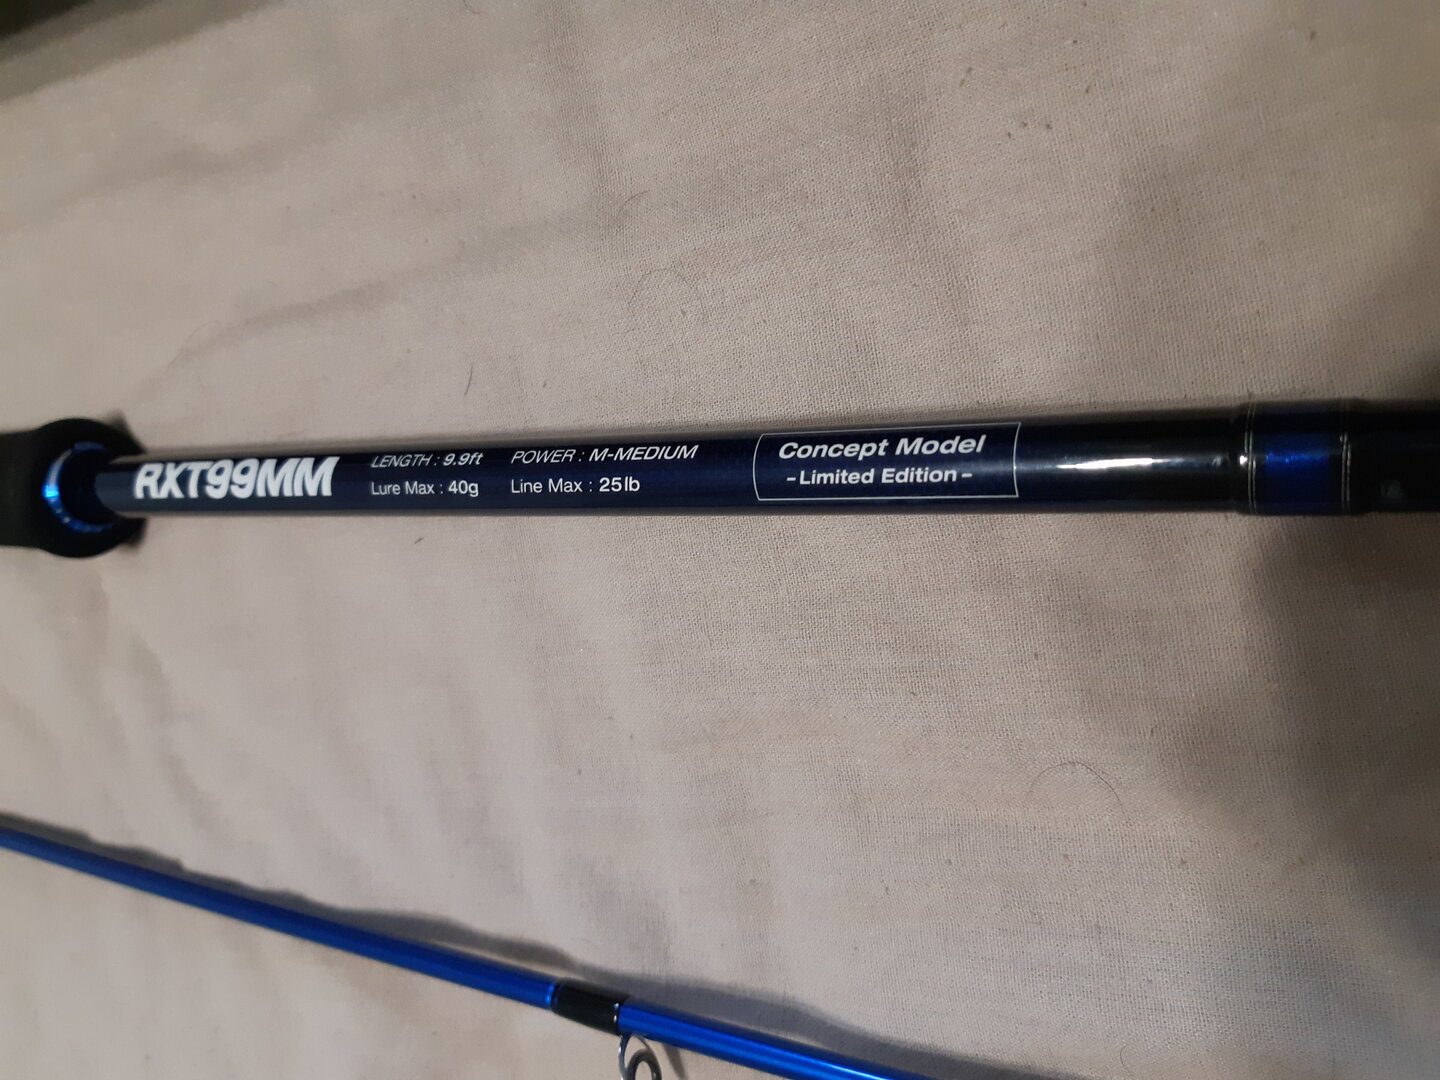 RXT99MM
LENGTH : 9.9ft POWER : M-MEDIUM
Lure Max : 40g Line Max : 25lb
Concept Model
-Limited Edition-